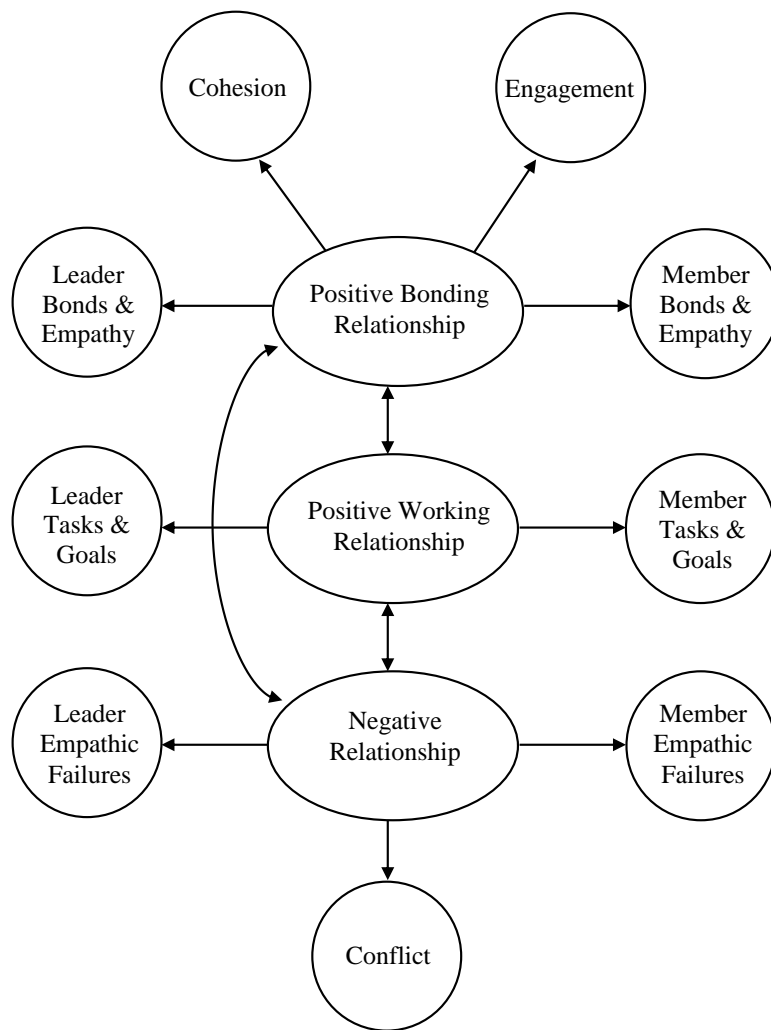 Cohesion
Engagement
Leader
Bonds &
Empathy
Positive Bonding
Relationship
Member
Bonds &
Empathy
Leader
Tasks &
Goals
Positive Working
Relationship
Member
Tasks &
Goals
Leader
Empathic
Failures
Negative
Relationship
Member
Empathic
Failures
Conflict